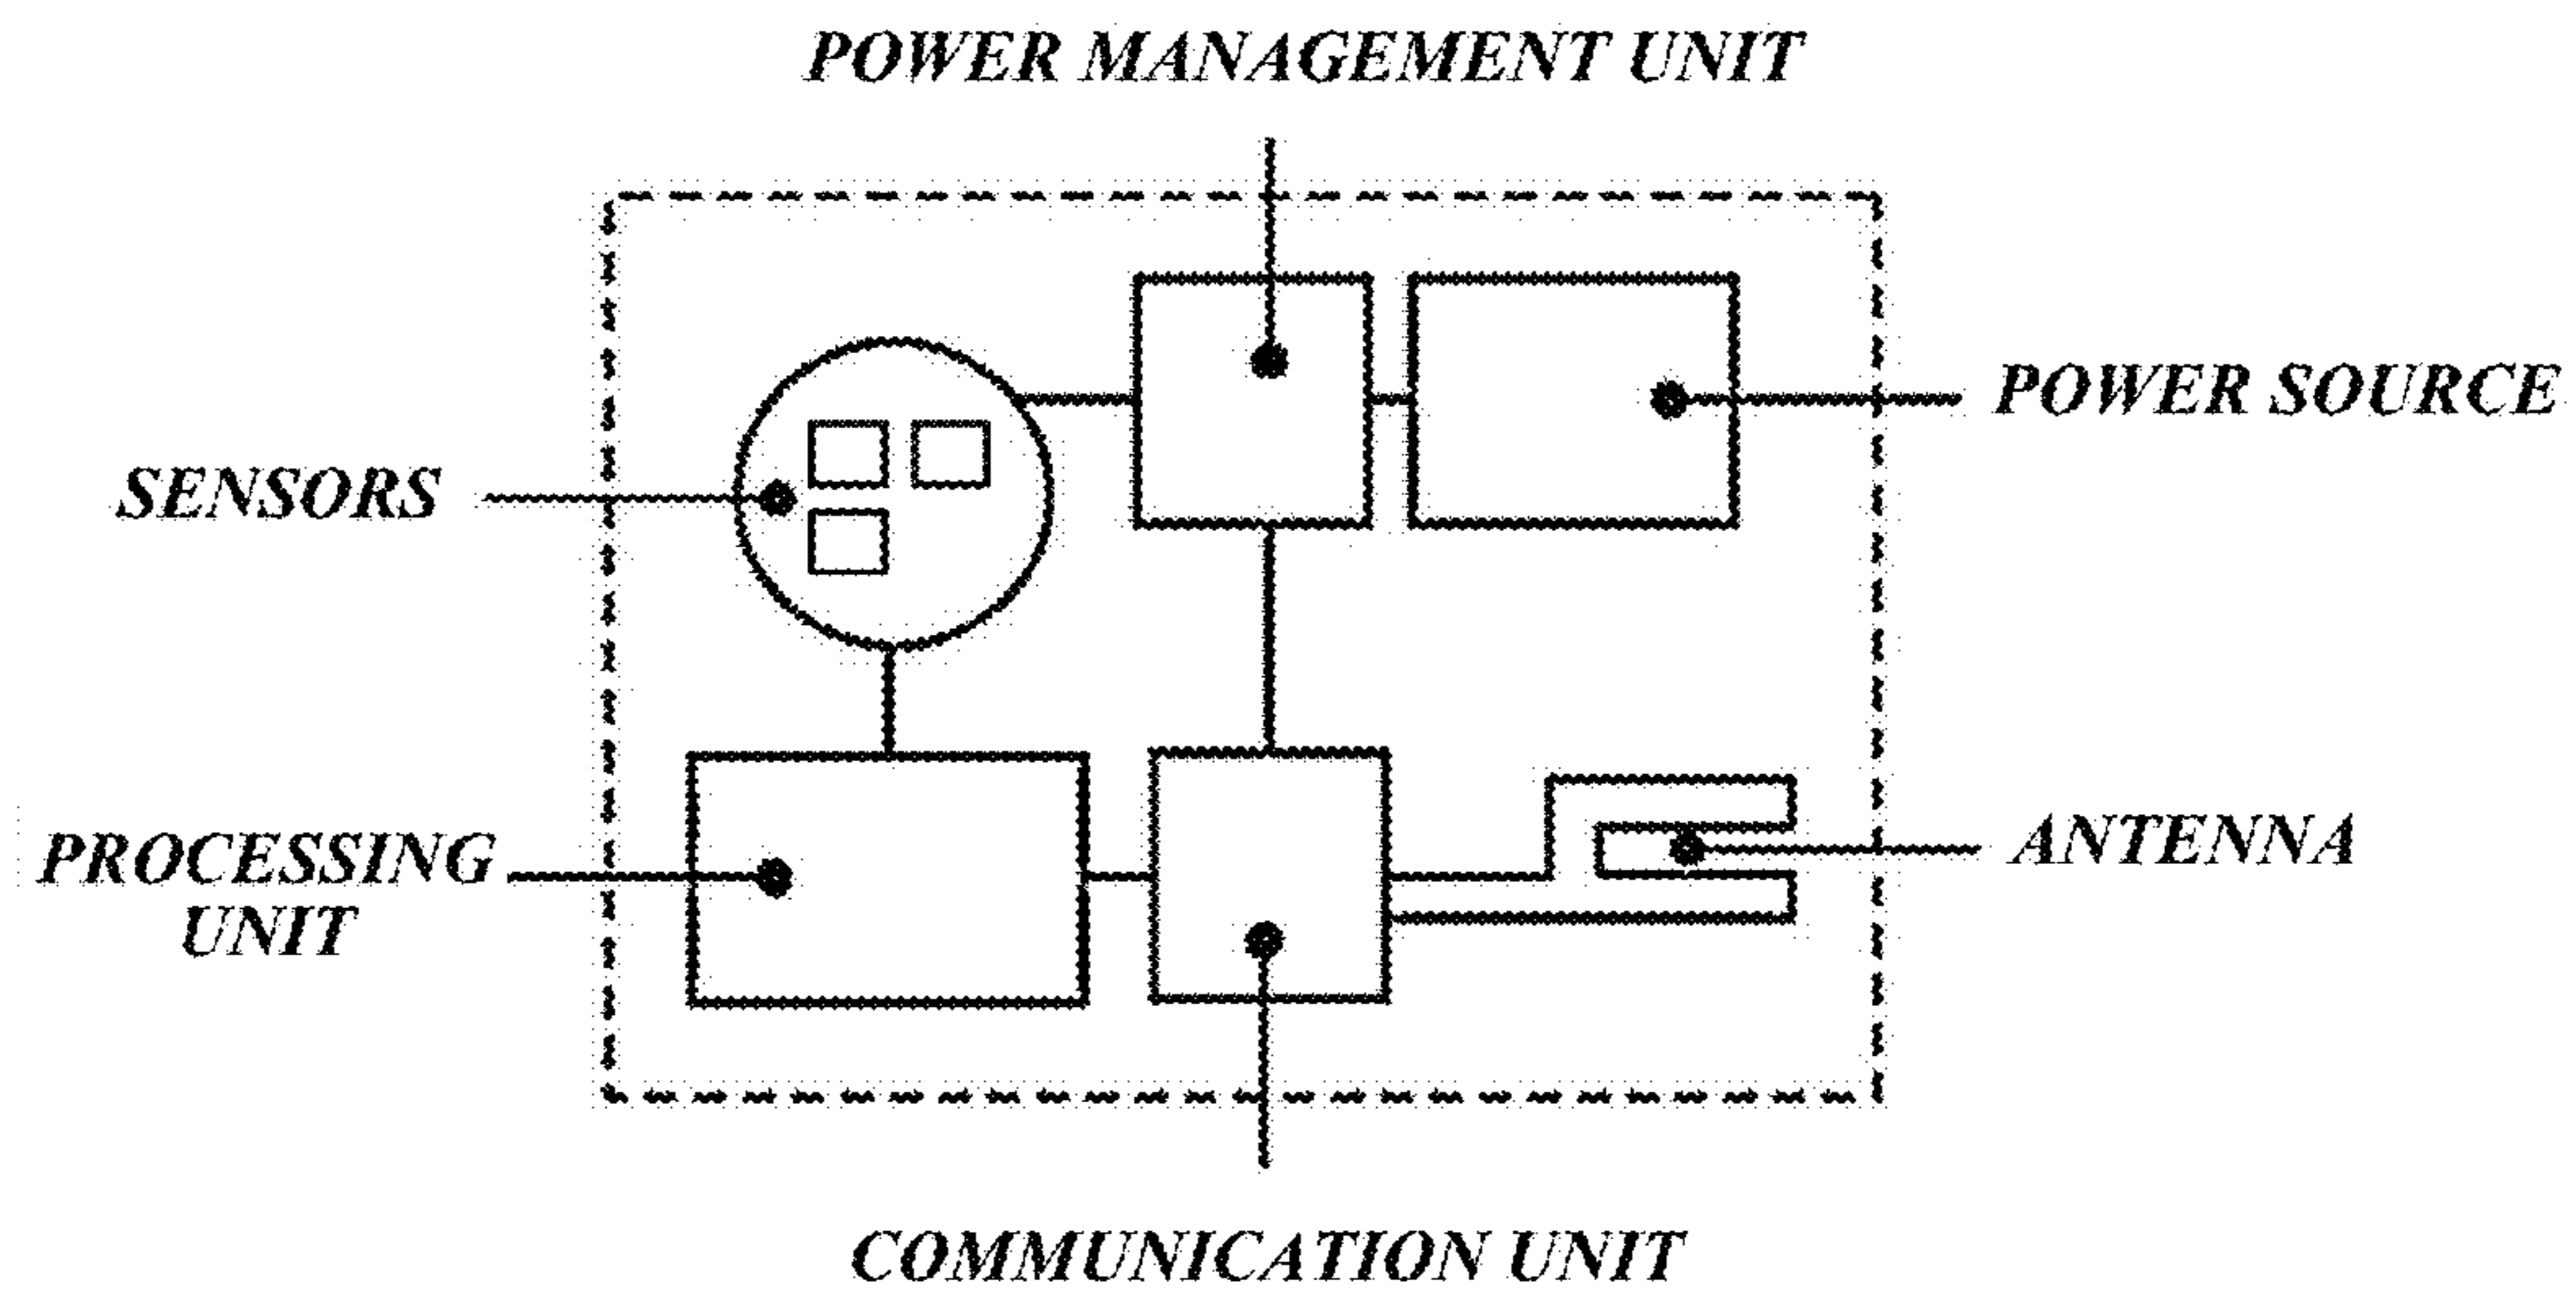 POWER MANAGEMENT UNIT
POWER SOURCE
SENSORS
PROCESSING
UNIT
ANTENNA
COMMUNICATION UNIT